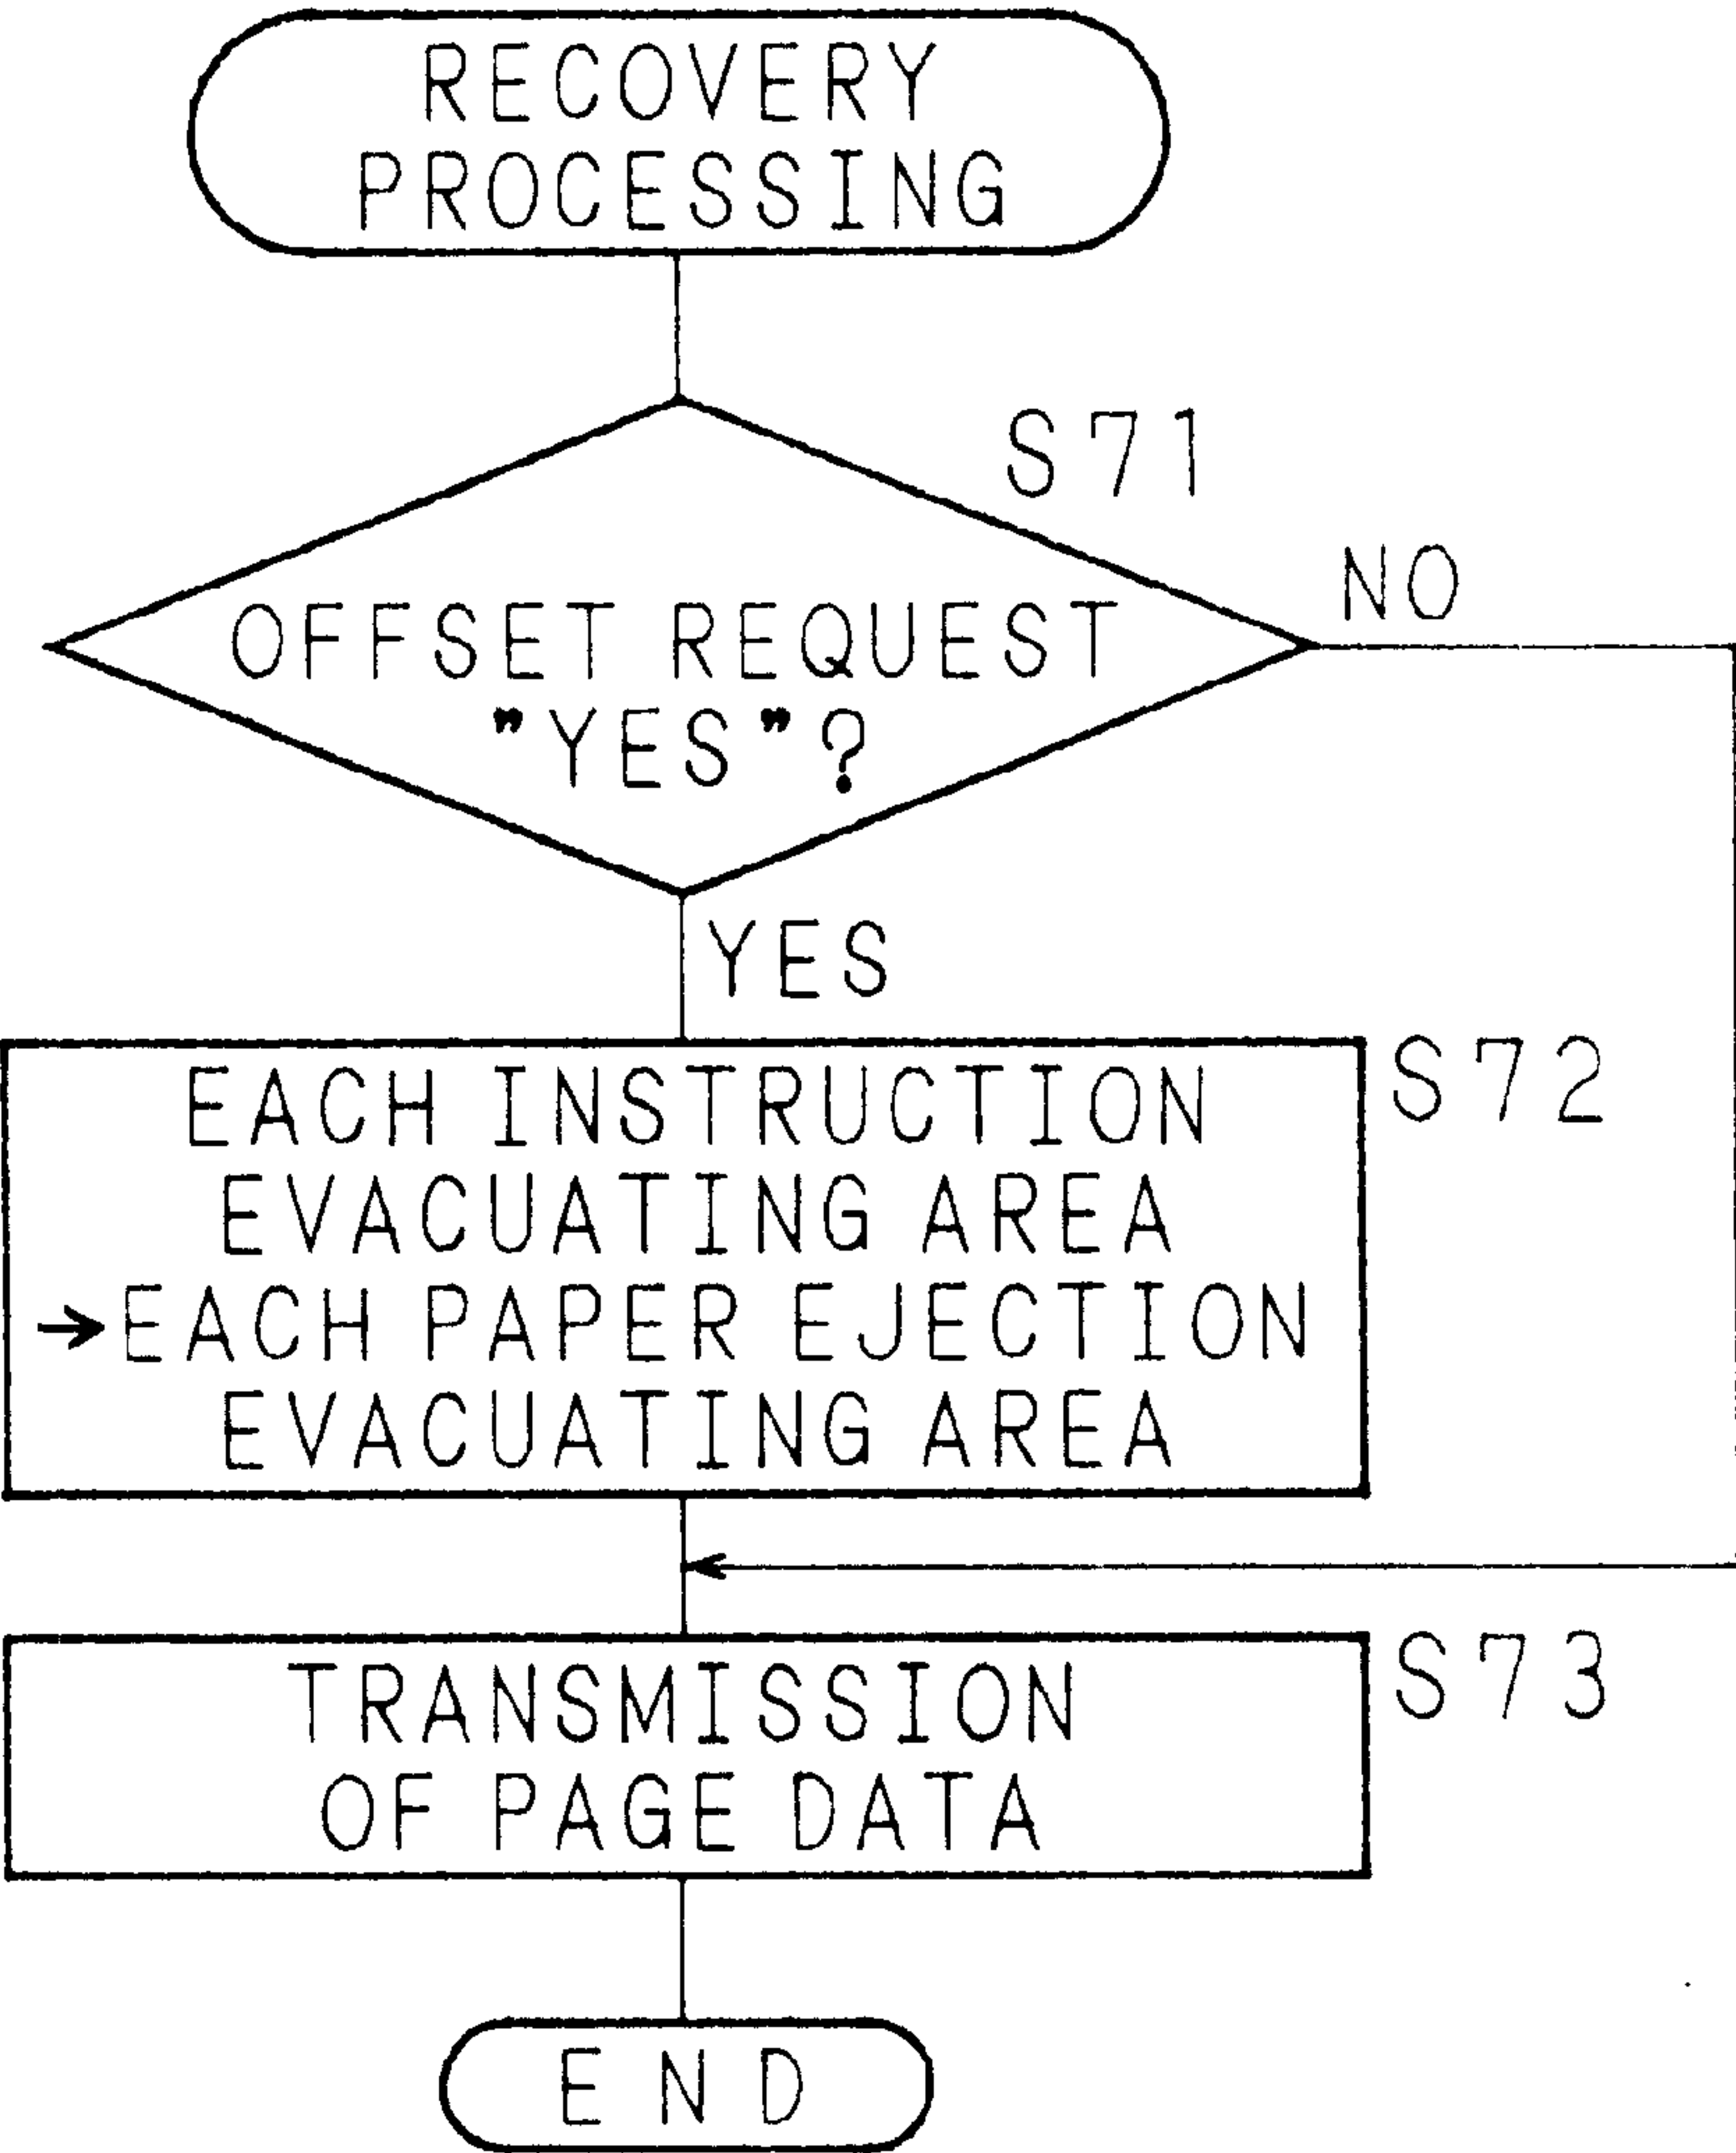 RECOVERY
PROCESSING
S71
NO
OFFSET REQUEST
"YES"?
YES
S72
EACH INSTRUCTION
EVACUATING AREA
→EACH PAPER EJECTION
EVACUATING AREA
S73
TRANSMISSION
OF PAGE DATA
END